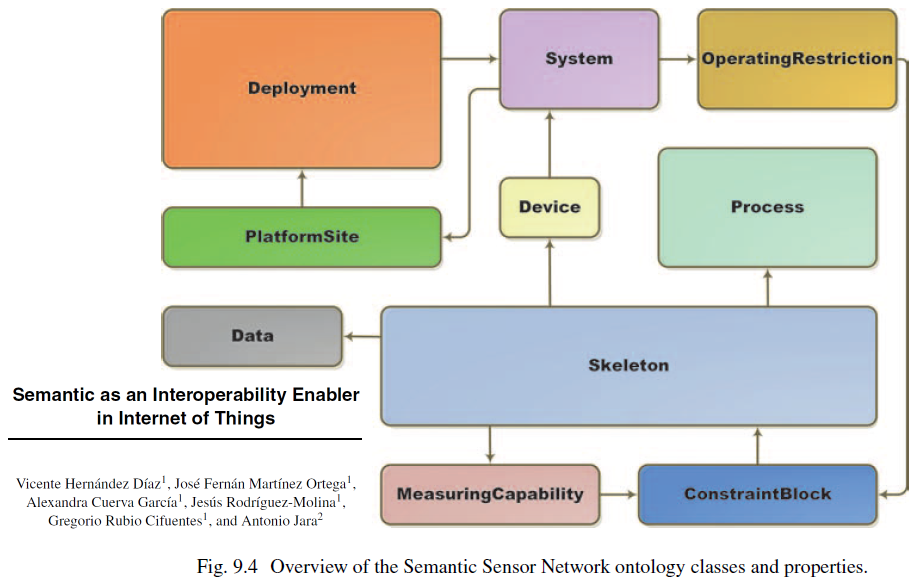 Deployment
System
OperatingRestriction
Device
Process
PlatformSite
Data
Skeleton
Semantic as an Interoperability Enabler
in Internet of Things
Vicente Hernández Díaz1, José Fernán Martínez Ortega1,
Alexandra Cuerva García1, Jesús Rodríguez-Molina1,
Gregorio Rubio Cifuentes1, and Antonio Jara2
MeasuringCapability
ConstraintBlock
Fig. 9.4 Overview of the Semantic Sensor Network ontology classes and properties.